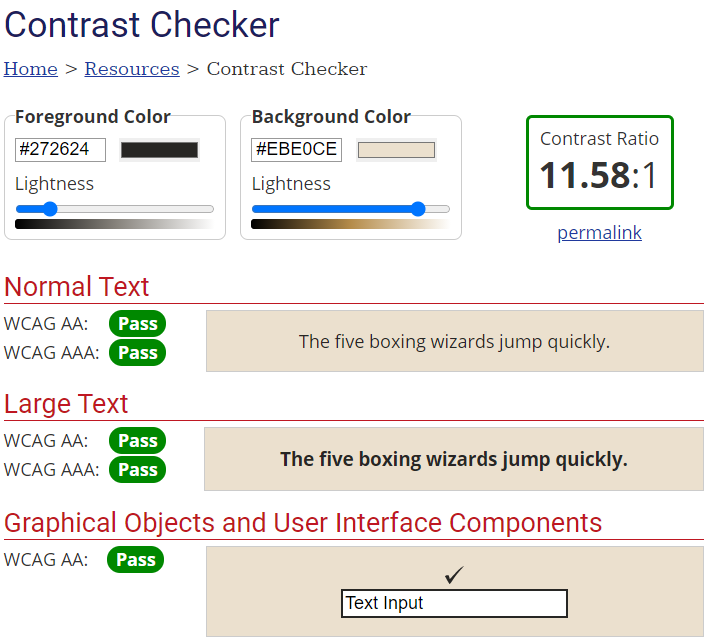 Contrast Checker
Home > Resources > Contrast Checker
Foreground Color
#272624
Lightness
Background Color
#EBE0CE
Lightness
Contrast Ratio
11.58:1
permalink
Normal Text
WCAG AA: Pass
WCAG AAA: Pass
The five boxing wizards jump quickly.
Large Text
WCAG AA: Pass
WCAG AAA: Pass
The five boxing wizards jump quickly.
Graphical Objects and User Interface Components
WCAG AA: Pass
✓
Text Input